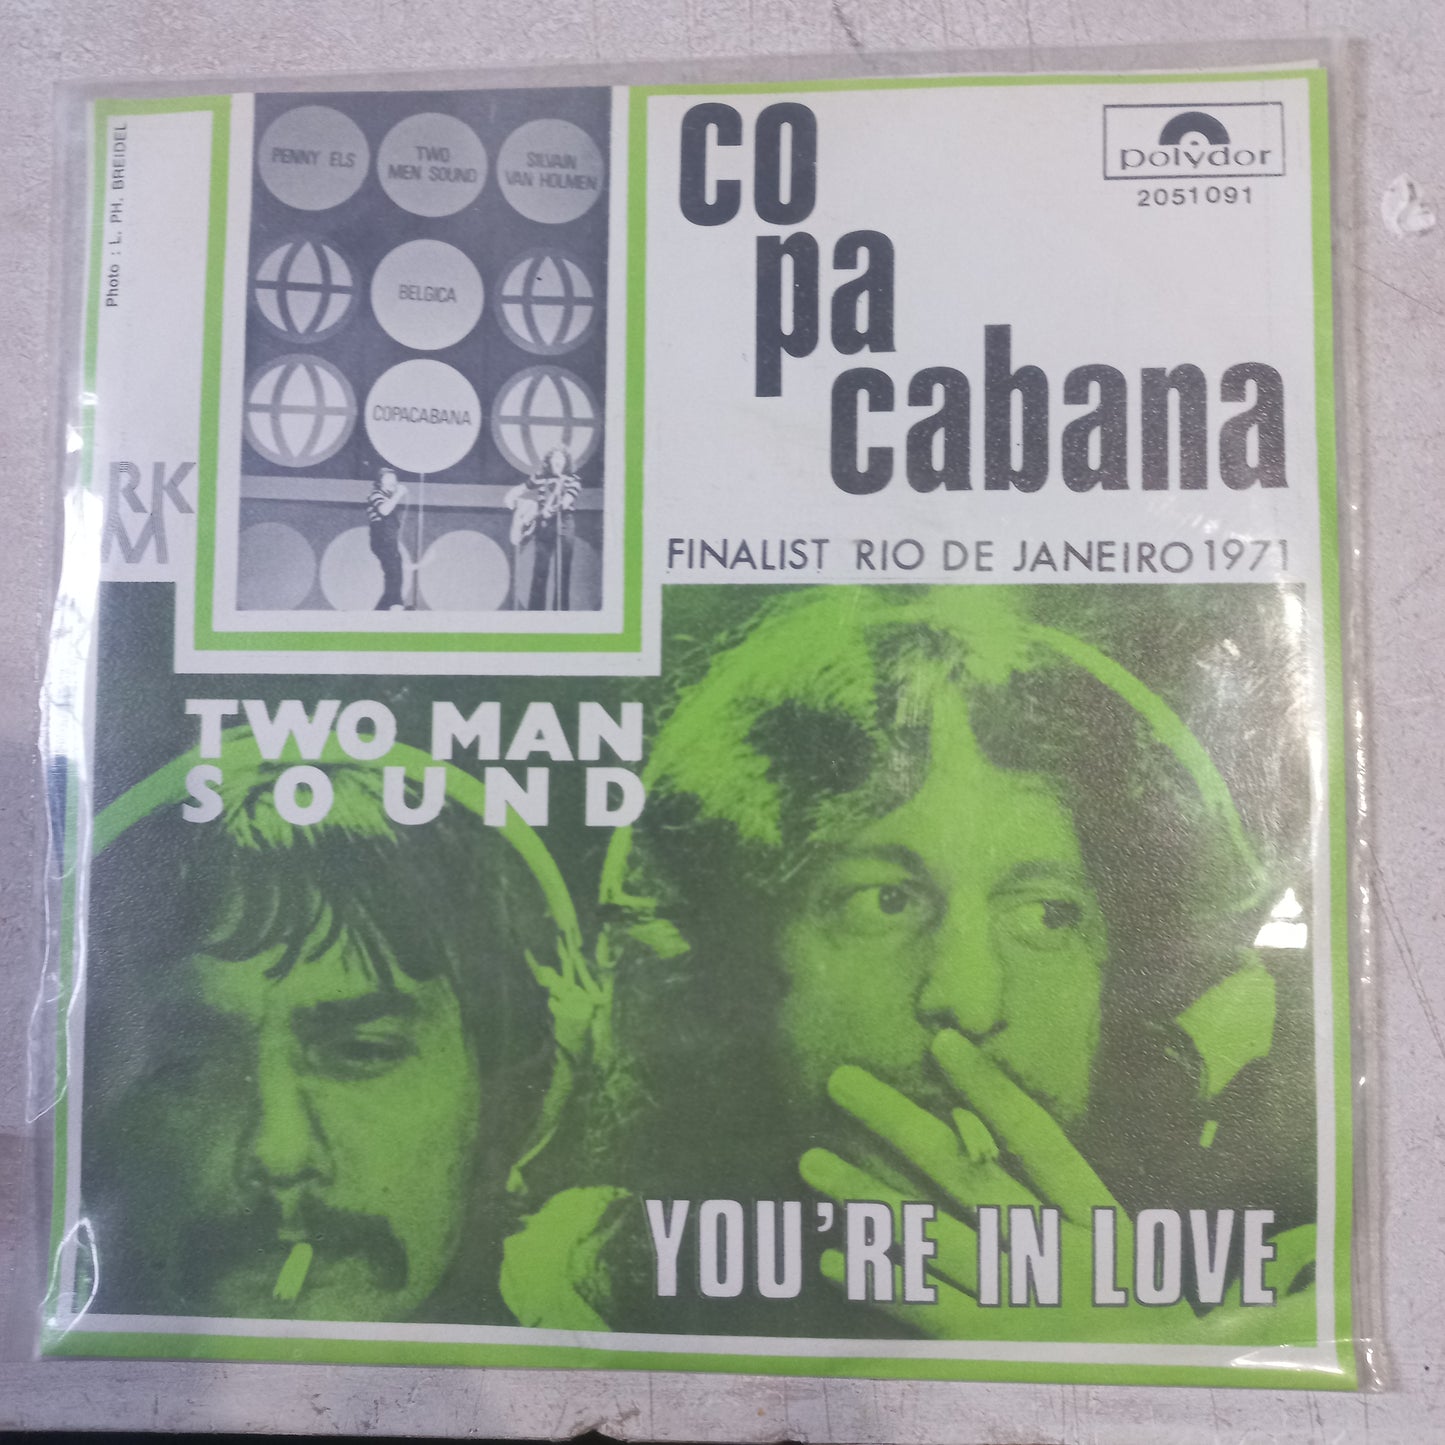 Photo : L. PH. BREIDEL
PENNY ELS
TWO
MEN SOUND
SILVAIN
VAN HOLMEN
BELGICA
COPACABANA
RKM
co
pa
cabana
polydor
2051091
FINALIST RIO DE JANEIRO 1971
TWO MAN
SOUND
YOU'RE IN LOVE